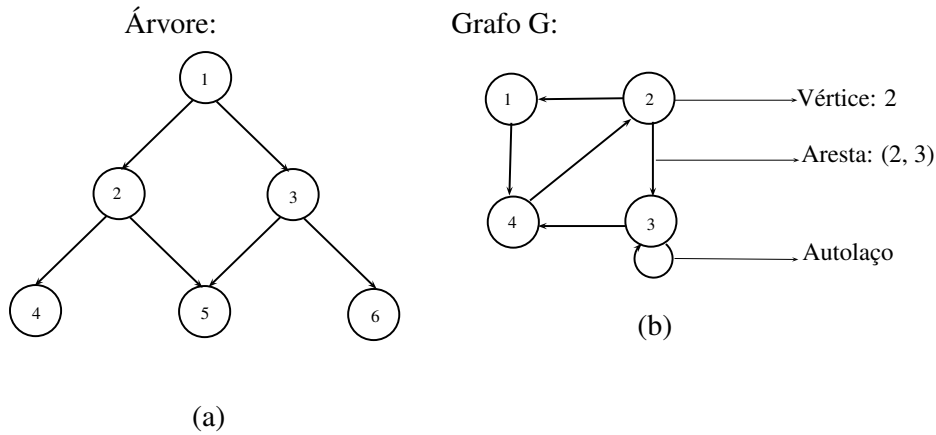 Árvore:
1
2
3
4
5
6
(a)
Grafo G:
1
2
Vértice: 2
Aresta: (2, 3)
4
3
Autolaço
(b)